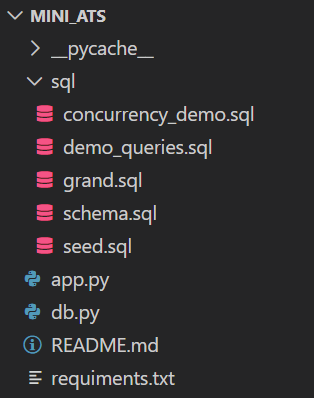 MINI_ATS
__pycache__
sql
concurrency_demo.sql
demo_queries.sql
grand.sql
schema.sql
seed.sql
app.py
db.py
README.md
requiments.txt